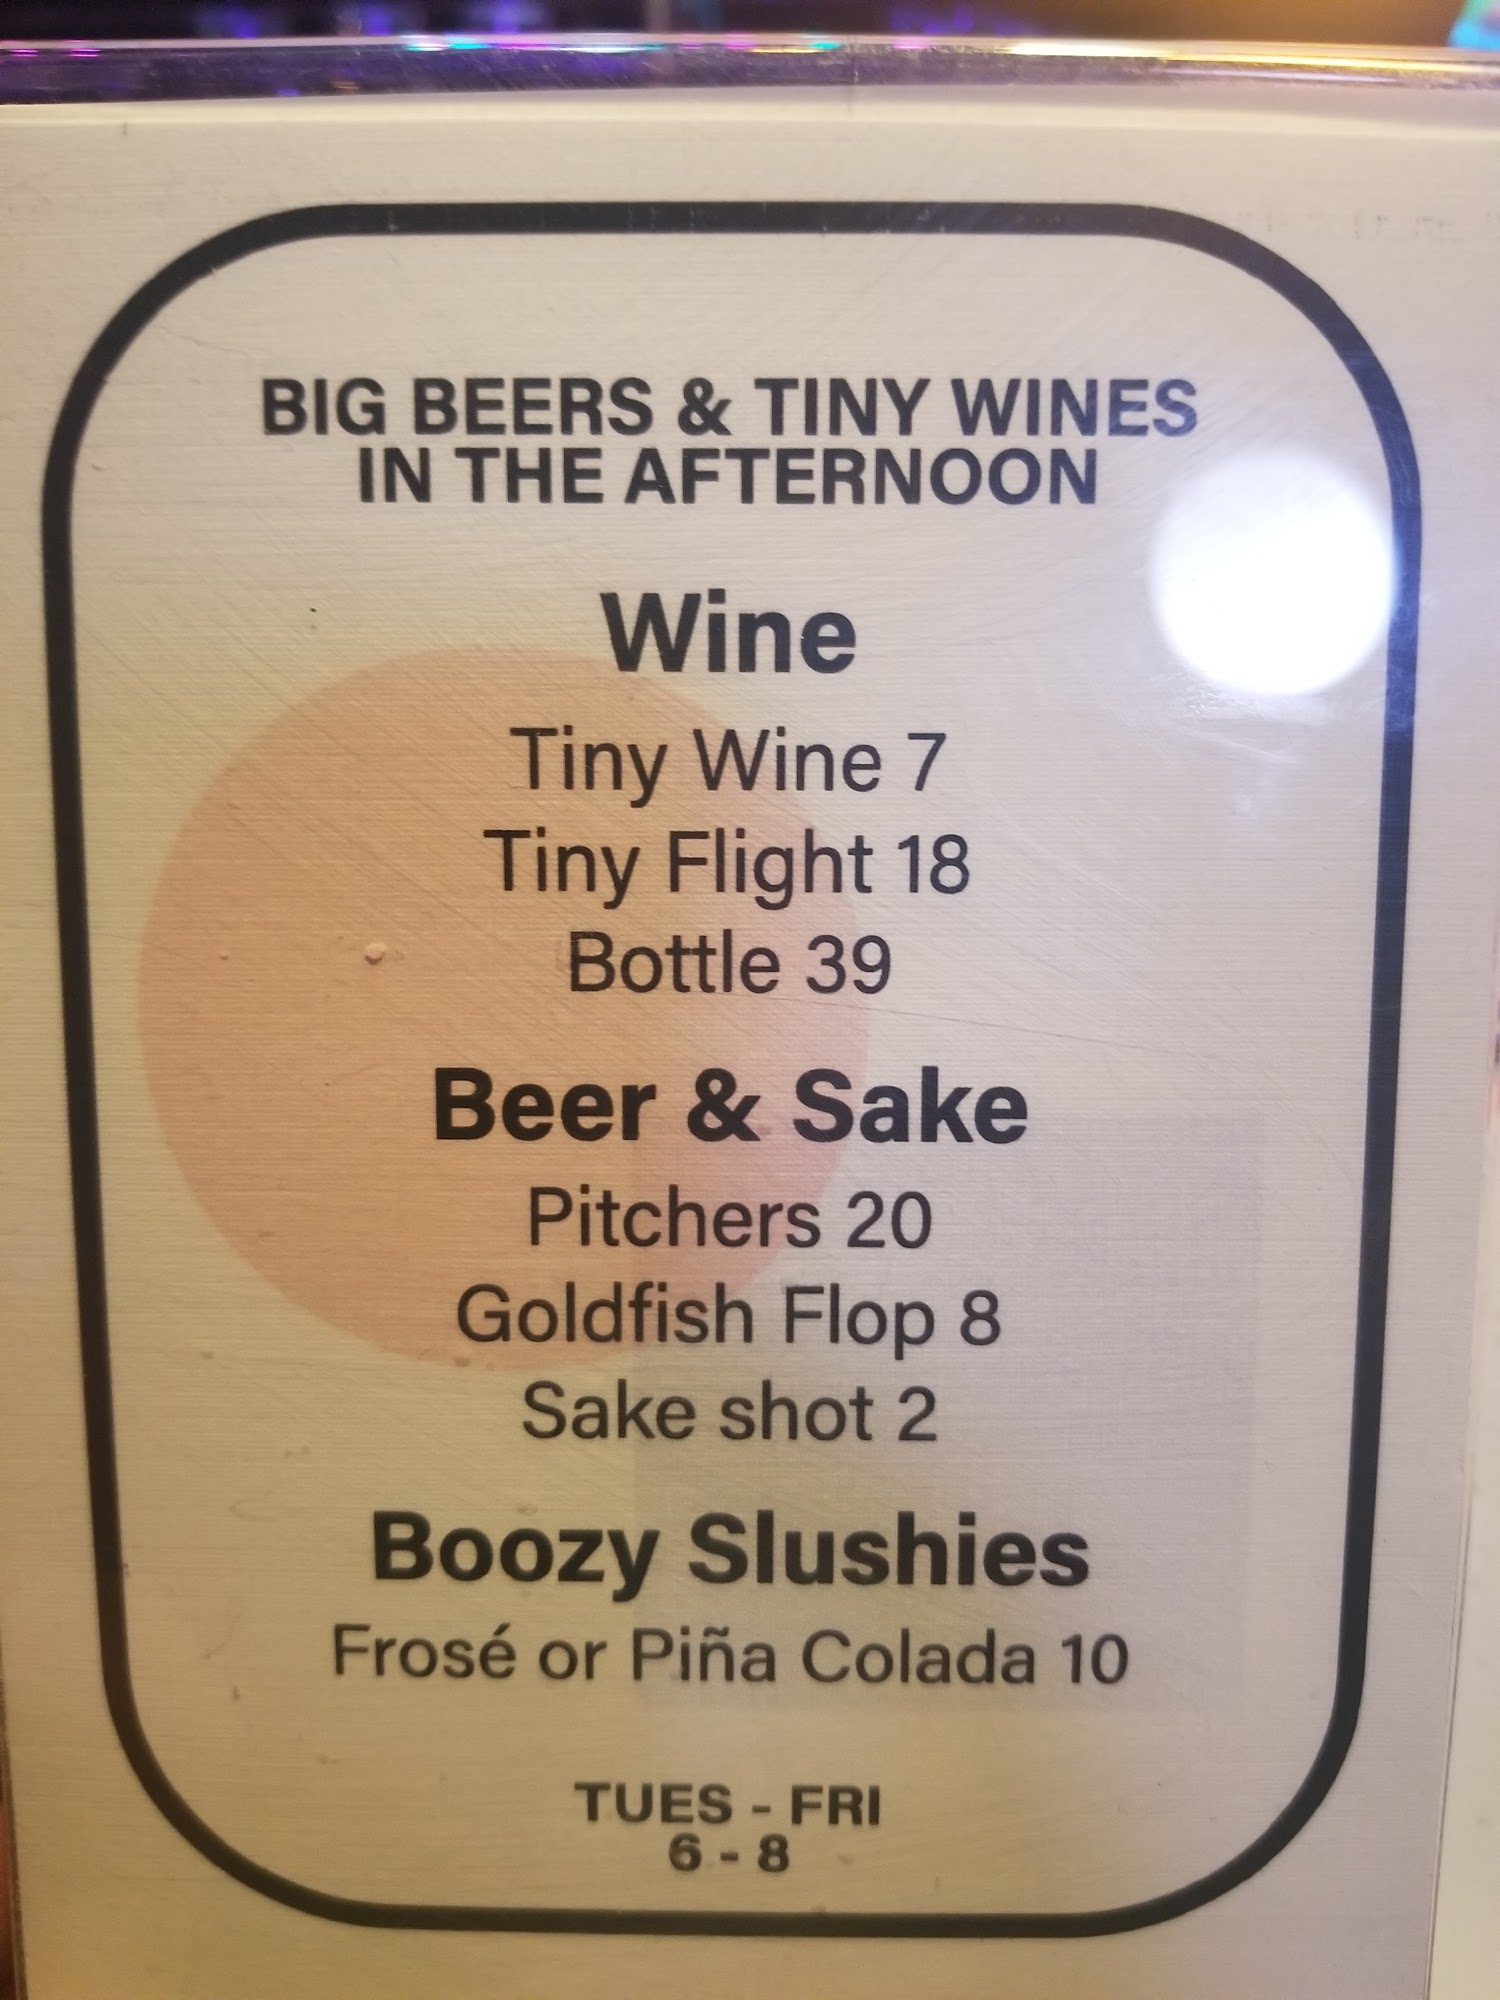 BIG BEERS & TINY WINES
IN THE AFTERNOON
Wine
Tiny Wine 7
Tiny Flight 18
Bottle 39
Beer & Sake
Pitchers 20
Goldfish Flop 8
Sake shot 2
Boozy Slushies
Frosé or Piña Colada 10
TUES - FRI
6 - 8